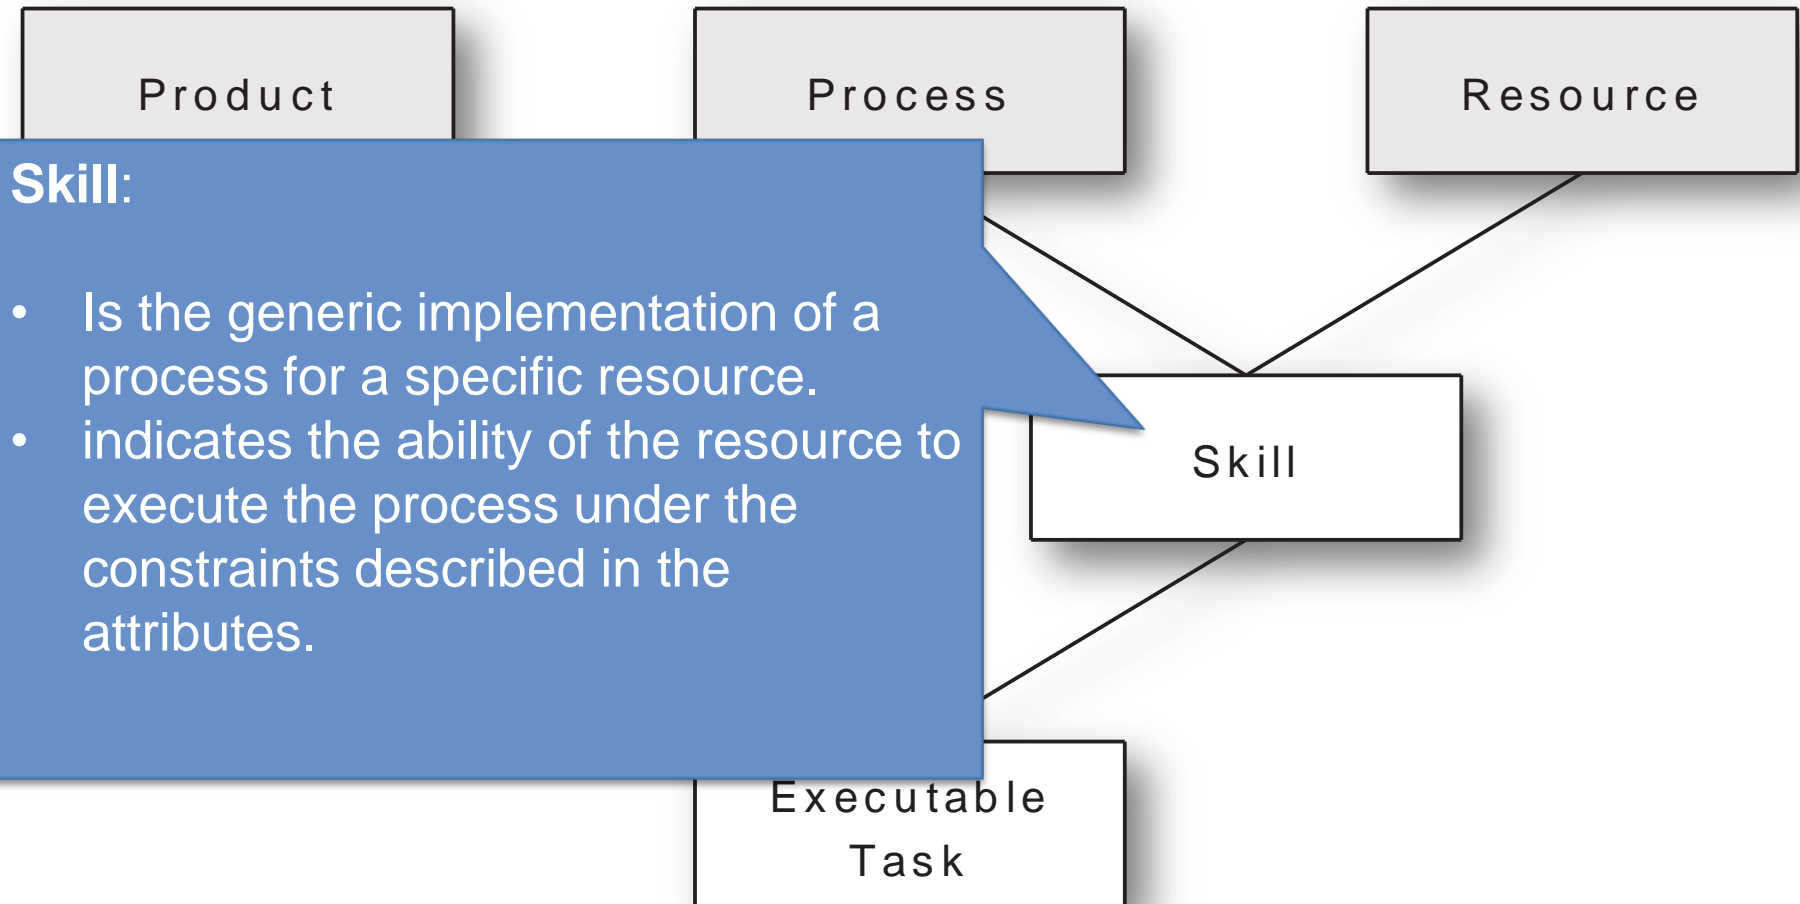 Product
Process
Resource
Skill:
• Is the generic implementation of a
process for a specific resource.
• indicates the ability of the resource to
execute the process under the
constraints described in the
attributes.
Skill
Executable
Task